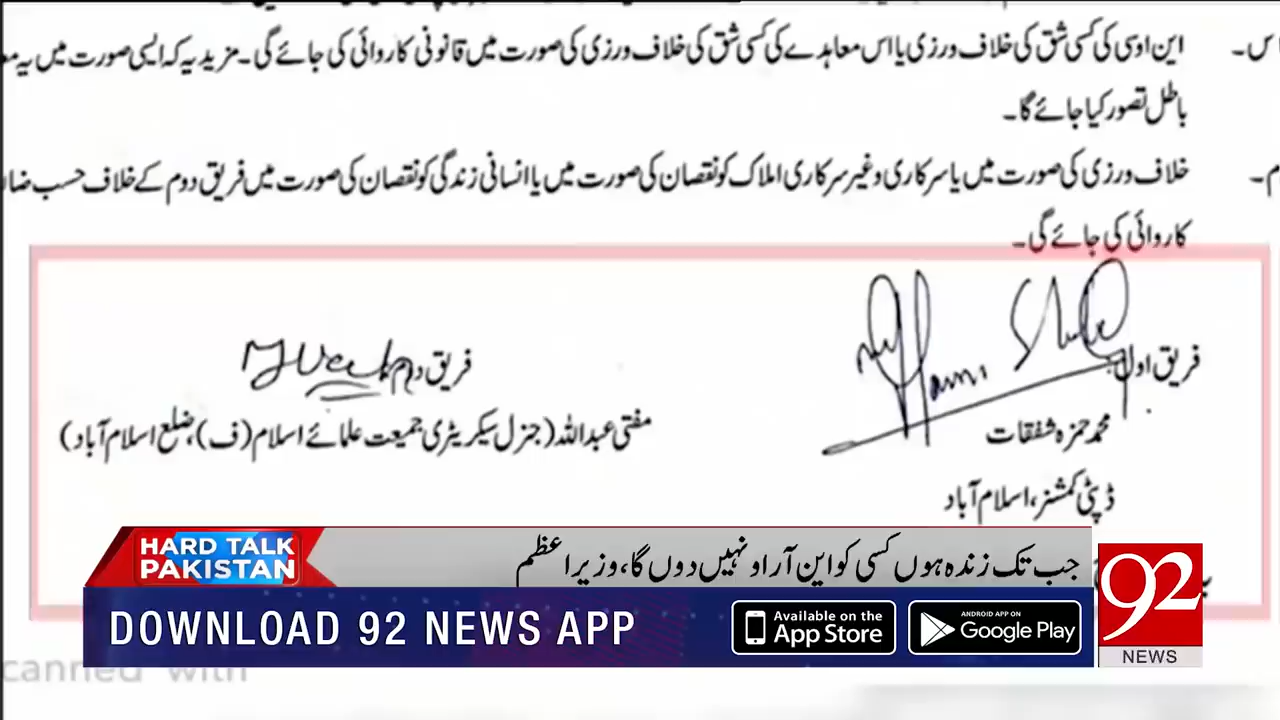 س۔ این اوسی کی کسی شق کی خلاف ورزی یا اس معاہدے کی کسی شق کی خلاف ورزی کی صورت میں قانونی کاروائی کی جائے گی۔ مزید یہ کہ ایسی صورت میں یہ
باطل تصور کیا جائے گا۔
م۔ خلاف ورزی کی صورت میں یا سرکاری و غیر سرکاری املاک کو نقصان کی صورت میں یا انسانی زندگی کو نقصان کی صورت میں فریق دوم کے خلاف حسب
کاروائی کی جائے گی۔
فریق اول
فریق دوم
محمد حمزہ شفقات
مفتی عبداللہ (جنرل سیکریٹری جمیعت علمائے اسلام (ف)، ضلع اسلام آباد)
ڈپٹی کمشنر، اسلام آباد
HARD TALK
PAKISTAN
جب تک زندہ ہوں کسی کو این آر او نہیں دوں گا، وزیراعظم
DOWNLOAD 92 NEWS APP
Available on the
App Store
ANDROID APP ON
Google Play
92
NEWS
canned with